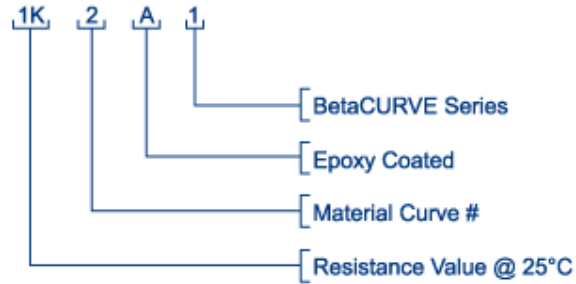 1K 2 A 1
BetaCURVE Series
Epoxy Coated
Material Curve #
Resistance Value @ 25°C